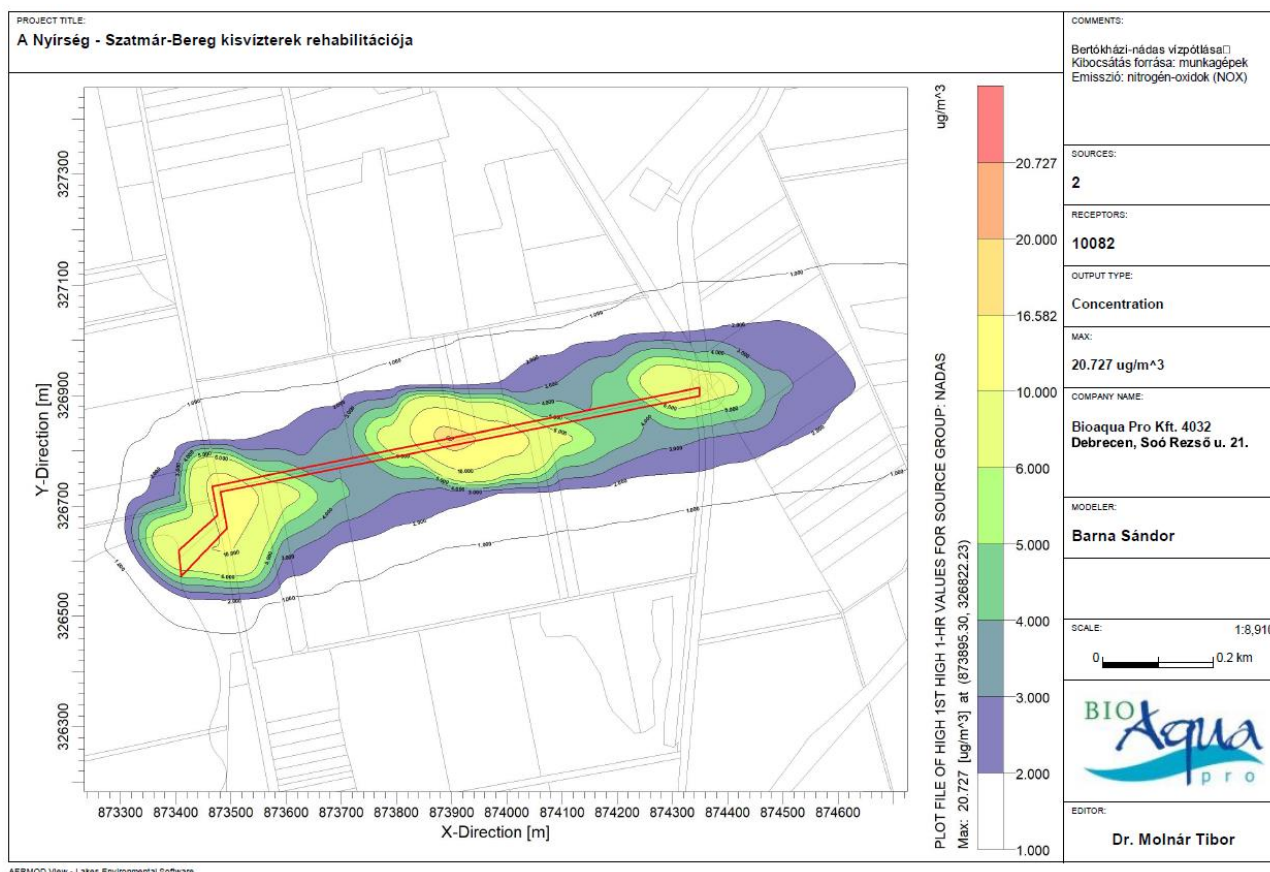 PROJECT TITLE:
A Nyírség - Szatmár-Bereg kisvízterek rehabilitációja
COMMENTS:
Bertókházi-nádas vízpótlása□
Kibocsátás forrása: munkagépek
Emisszió: nitrogén-oxidok (NOX)
SOURCES:
2
RECEPTORS:
10082
OUTPUT TYPE:
Concentration
MAX:
20.727 ug/m^3
COMPANY NAME:
Bioaqua Pro Kft. 4032
Debrecen, Soó Rezső u. 21.
MODELER:
Barna Sándor
SCALE:
1:8,910
0 0.2 km
BIO Aqua pro
EDITOR:
Dr. Molnár Tibor
Y-Direction [m]
327300
327100
326900
326700
326500
326300
873300 873400 873500 873600 873700 873800 873900 874000 874100 874200 874300 874400 874500 874600
X-Direction [m]
PLOT FILE OF HIGH 1ST HIGH 1-HR VALUES FOR SOURCE GROUP: NADAS
Max: 20.727 [ug/m^3] at (873895.30, 326822.23)
ug/m^3
20.727
20.000
16.582
10.000
6.000
5.000
4.000
3.000
2.000
1.000
AERMOD View - Lakes Environmental Software